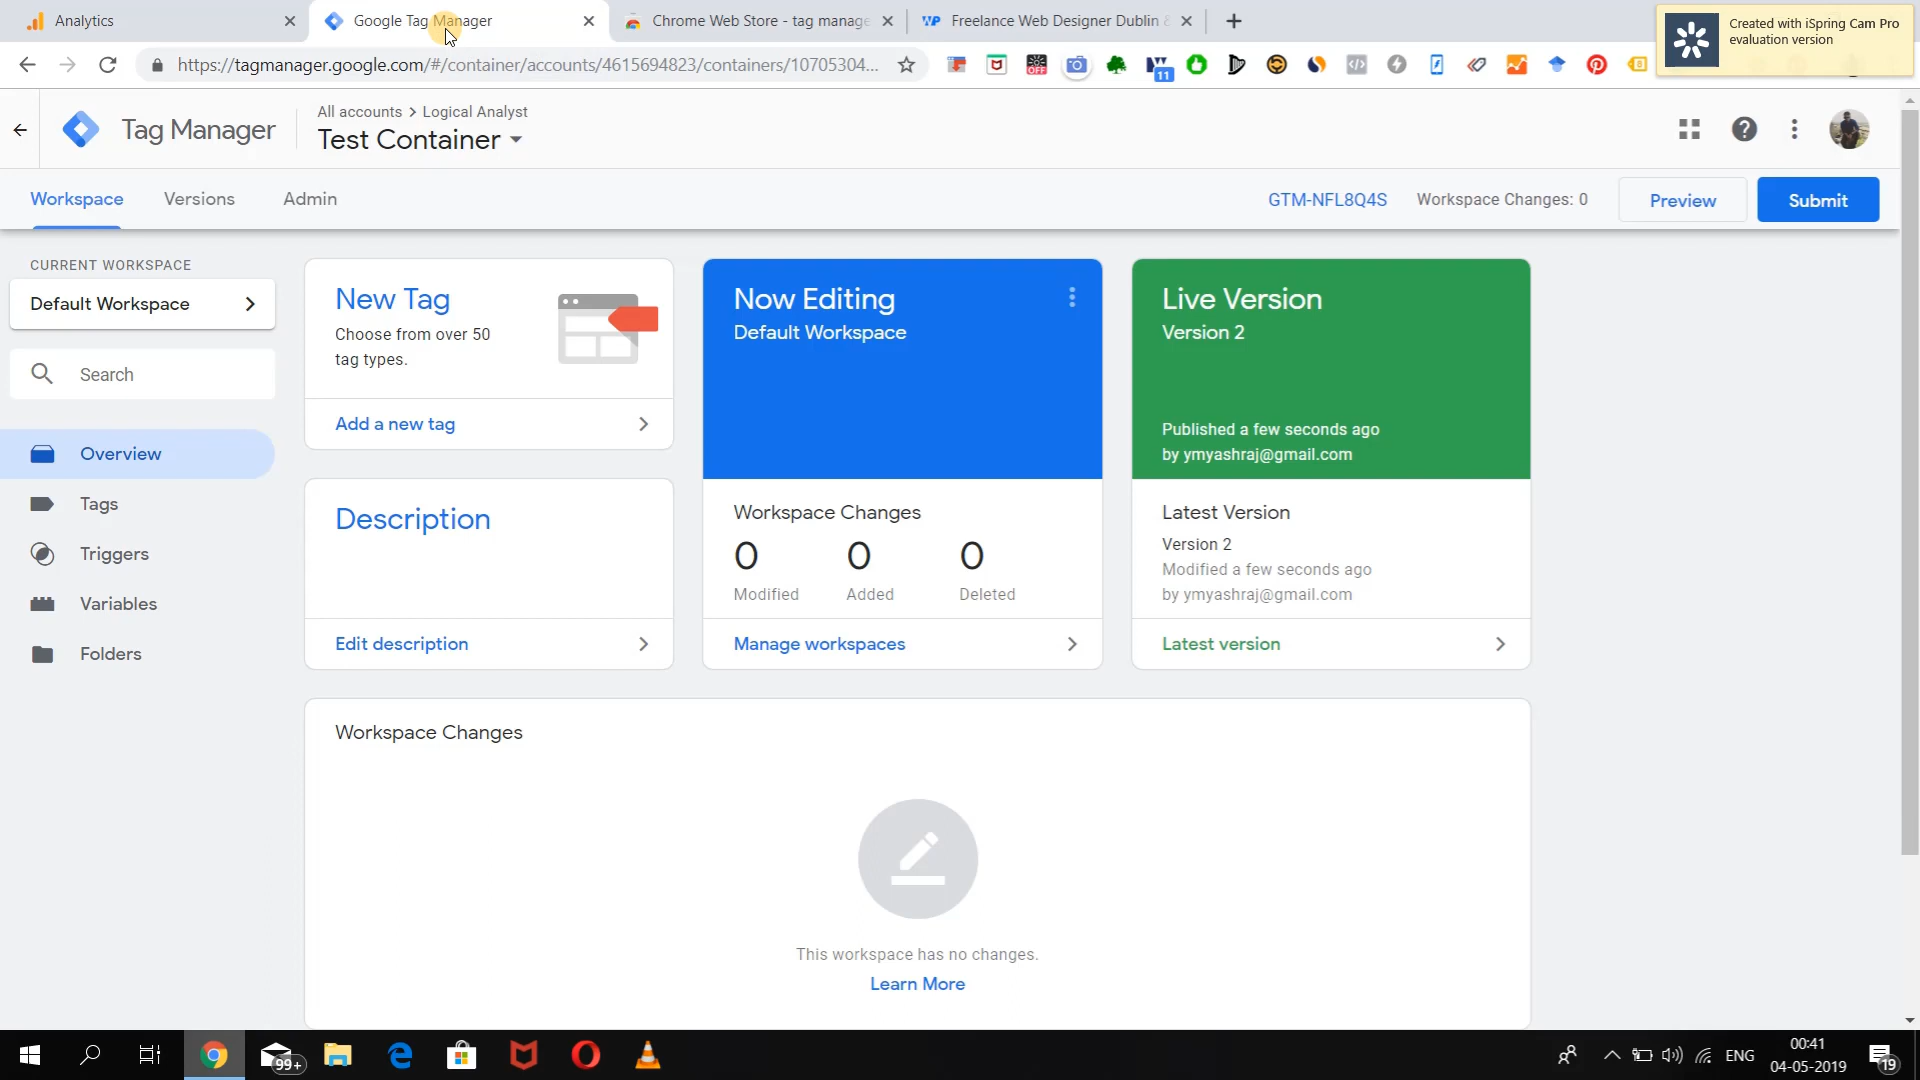 Analytics
Google Tag Manager
Chrome Web Store - tag manage
Freelance Web Designer Dublin &
Created with iSpring Cam Pro
evaluation version
https://tagmanager.google.com/#/container/accounts/4615694823/containers/10705304...
OFF
11
Tag Manager
All accounts > Logical Analyst
Test Container
Workspace
Versions
Admin
GTM-NFL8Q4S
Workspace Changes: 0
Preview
Submit
CURRENT WORKSPACE
Default Workspace
Search
Overview
Tags
Triggers
Variables
Folders
New Tag
Choose from over 50
tag types.
Add a new tag
Description
Edit description
Now Editing
Default Workspace
Workspace Changes
0 0 0
Modified Added Deleted
Manage workspaces
Live Version
Version 2
Published a few seconds ago
by ymyashraj@gmail.com
Latest Version
Version 2
Modified a few seconds ago
by ymyashraj@gmail.com
Latest version
Workspace Changes
This workspace has no changes.
Learn More
99+
ENG
00:41
04-05-2019
19